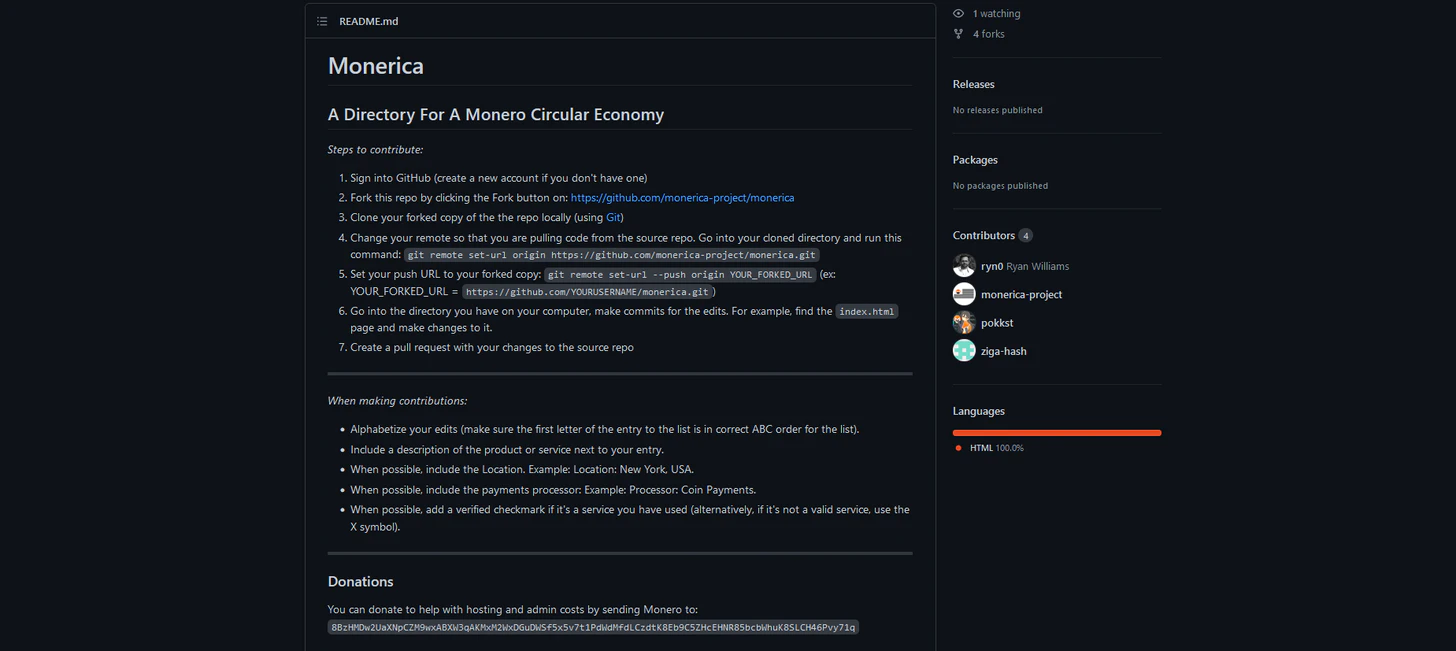 README.md
Monerica
A Directory For A Monero Circular Economy
Steps to contribute:
1. Sign into GitHub (create a new account if you don't have one)
2. Fork this repo by clicking the Fork button on: https://github.com/monerica-project/monerica
3. Clone your forked copy of the the repo locally (using Git)
4. Change your remote so that you are pulling code from the source repo. Go into your cloned directory and run this
command: git remote set-url origin https://github.com/monerica-project/monerica.git
5. Set your push URL to your forked copy: git remote set-url --push origin YOUR_FORKED_URL (ex:
YOUR_FORKED_URL = https://github.com/YOURUSERNAME/monerica.git)
6. Go into the directory you have on your computer, make commits for the edits. For example, find the index.html
page and make changes to it.
7. Create a pull request with your changes to the source repo
When making contributions:
• Alphabetize your edits (make sure the first letter of the entry to the list is in correct ABC order for the list).
• Include a description of the product or service next to your entry.
• When possible, include the Location. Example: Location: New York, USA.
• When possible, include the payments processor: Example: Processor: Coin Payments.
• When possible, add a verified checkmark if it's a service you have used (alternatively, if it's not a valid service, use the
X symbol).
Donations
You can donate to help with hosting and admin costs by sending Monero to:
8BzHMDw2UaXNpCZM9wxABXW3qAKMxM2WxDGuDWSf5x5v7t1PdWdMfdLCzdtK8Eb9C5ZHcEHNR85bcbWhuK8SLCH46Pvy71q
1 watching
4 forks
Releases
No releases published
Packages
No packages published
Contributors 4
ryn0 Ryan Williams
monerica-project
pokkst
ziga-hash
Languages
HTML 100.0%